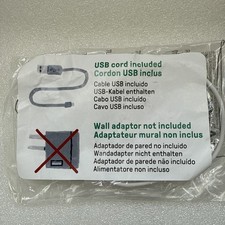 USB cord included
Cordon USB inclus
Cable USB incluido
USB-Kabel enthalten
Cabo USB incluído
Cavo USB incluso
Wall adaptor not included
Adaptateur mural non inclus
Adaptador de pared no incluido
Wandadapter nicht enthalten
Adaptador de parede não incluído
Alimentatore non incluso